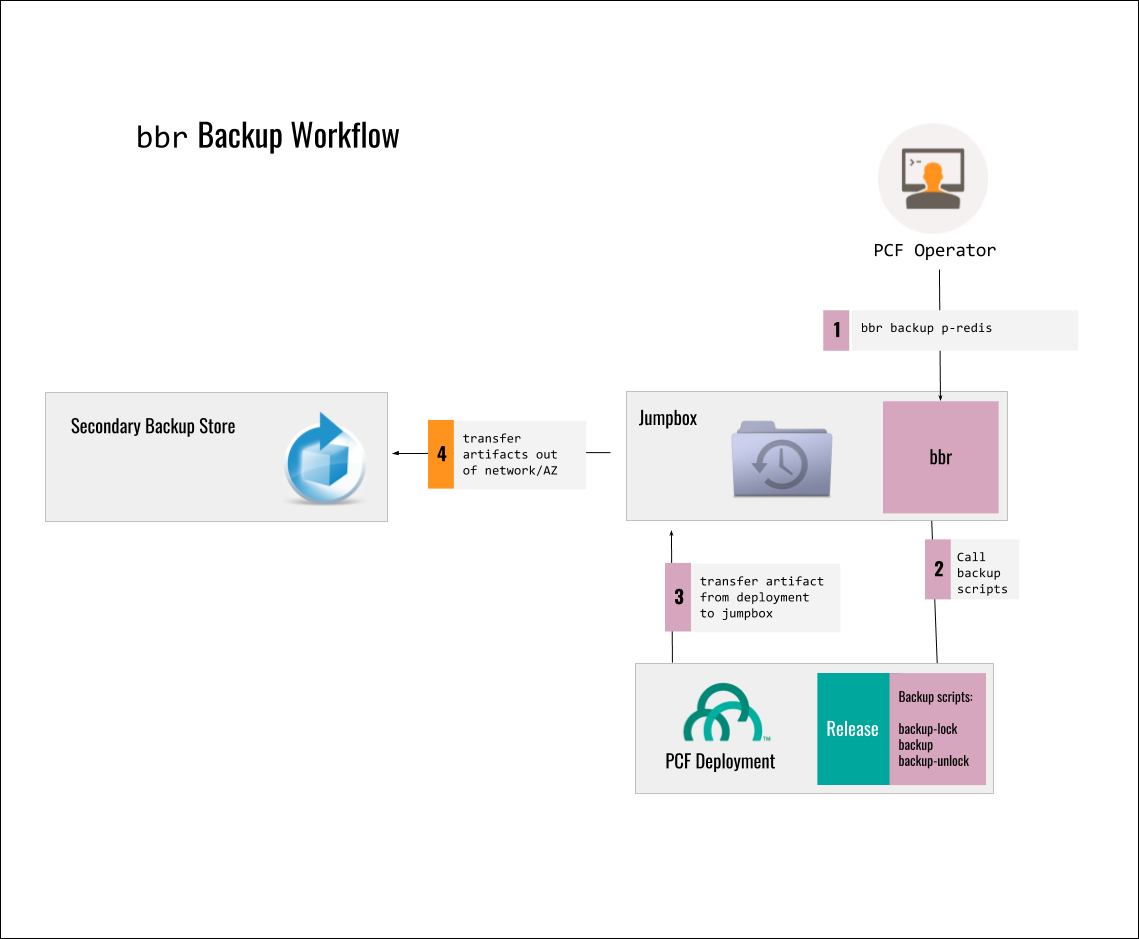 bbr Backup Workflow
>-
PCF Operator
1
bbr backup p-redis
Secondary Backup Store
4
transfer
artifacts out
of network/AZ
Jumpbox
bbr
2
Call
backup
scripts
3
transfer artifact
from deployment
to jumpbox
PCF Deployment
TM
Release
Backup scripts:
backup-lock
backup
backup-unlock